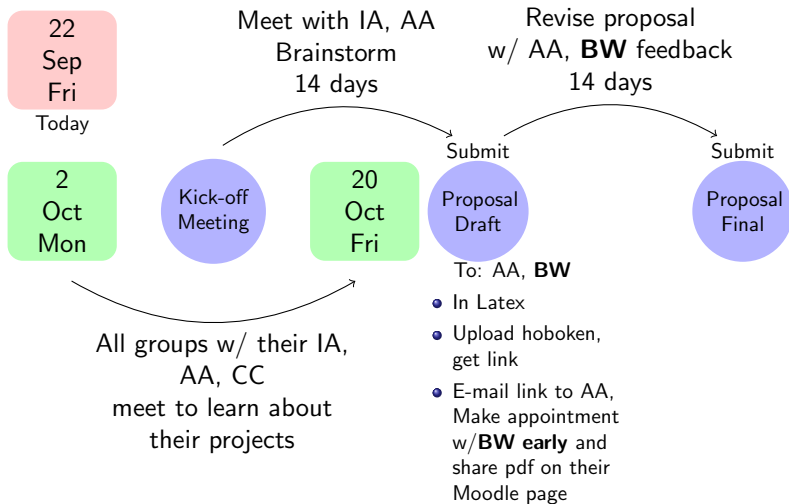 22
Sep
Fri
Today
Meet with IA, AA
Brainstorm
14 days
Revise proposal
w/ AA, BW feedback
14 days
2
Oct
Mon
Kick-off
Meeting
20
Oct
Fri
Submit
Proposal
Draft
Submit
Proposal
Final
All groups w/ their IA,
AA, CC
meet to learn about
their projects
To: AA, BW
In Latex
Upload hoboken,
get link
E-mail link to AA,
Make appointment
w/BW early and
share pdf on their
Moodle page